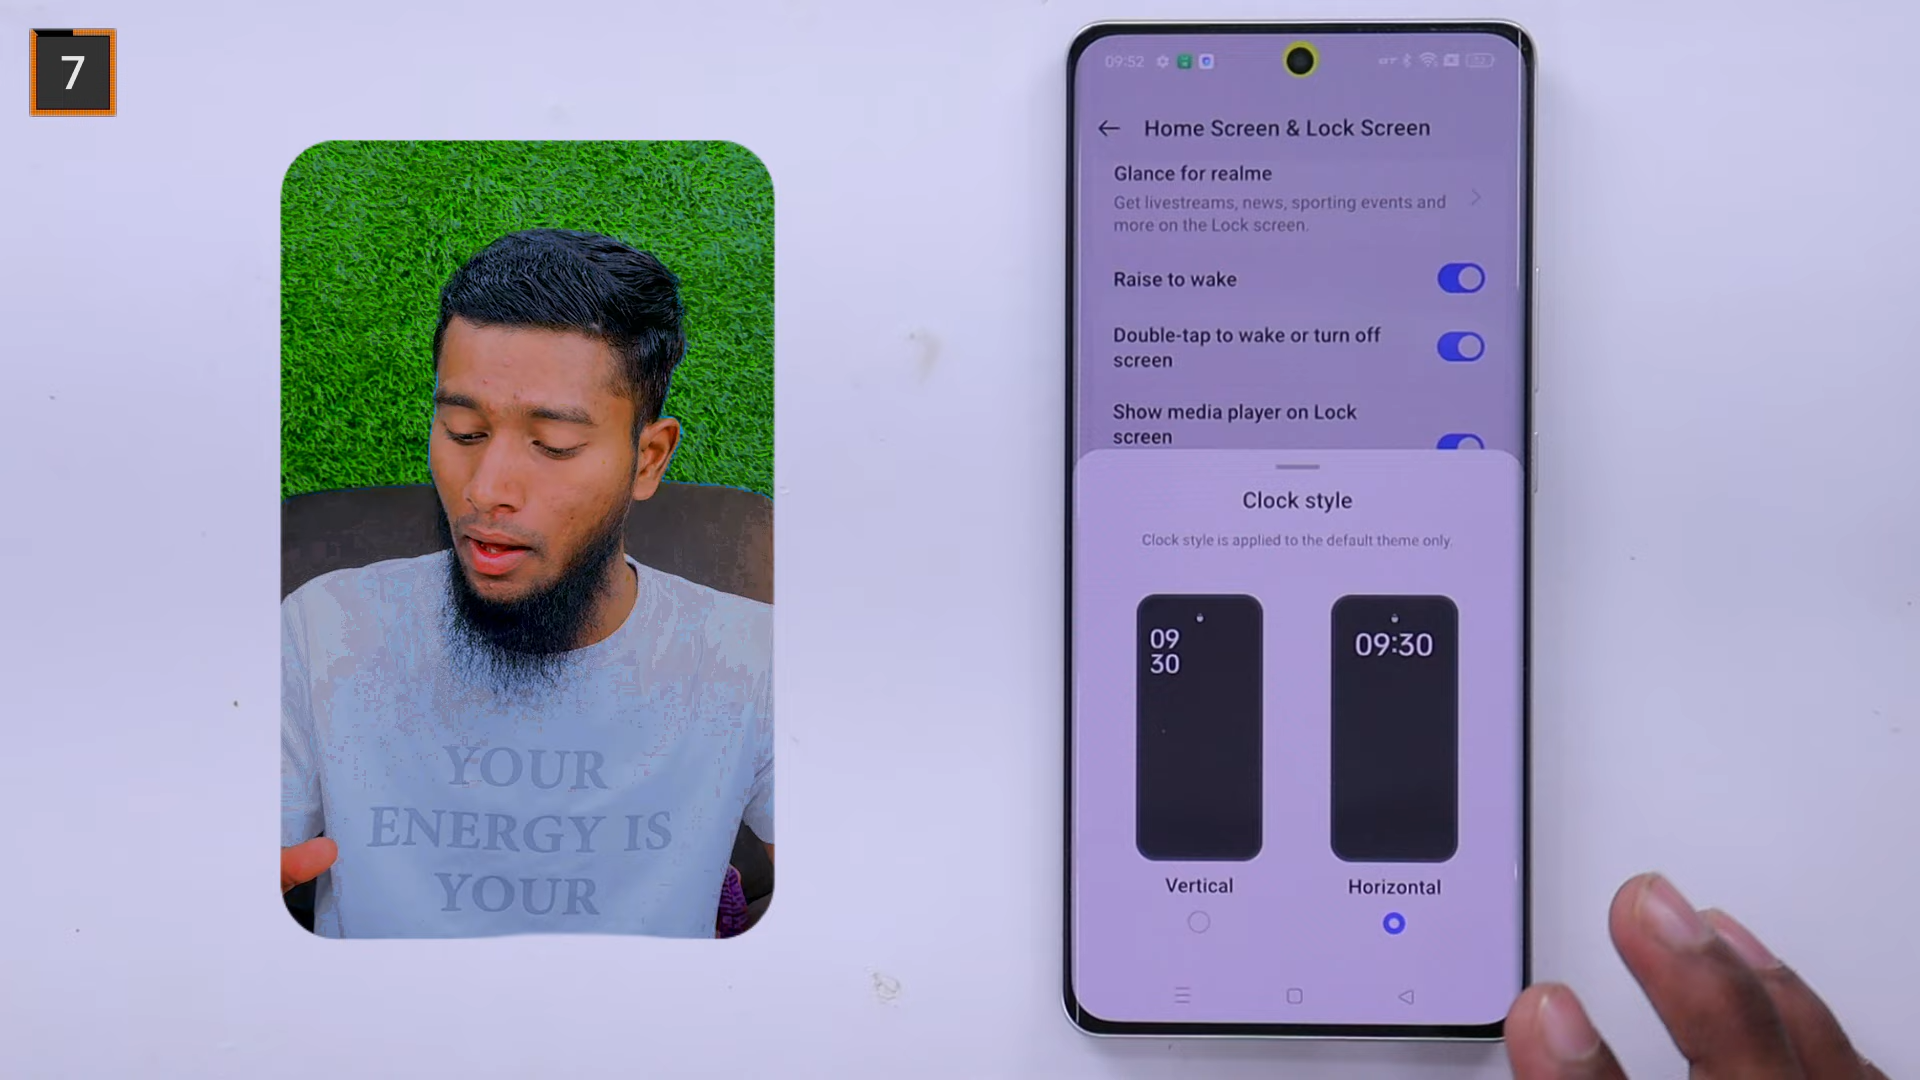 7
09:52
Home Screen & Lock Screen
Glance for realme
Get livestreams, news, sporting events and
more on the Lock screen.
Raise to wake
Double-tap to wake or turn off
screen
Show media player on Lock
screen
Clock style
Clock style is applied to the default theme only.
09
30
09:30
Vertical
Horizontal
YOUR
ENERGY IS
YOUR